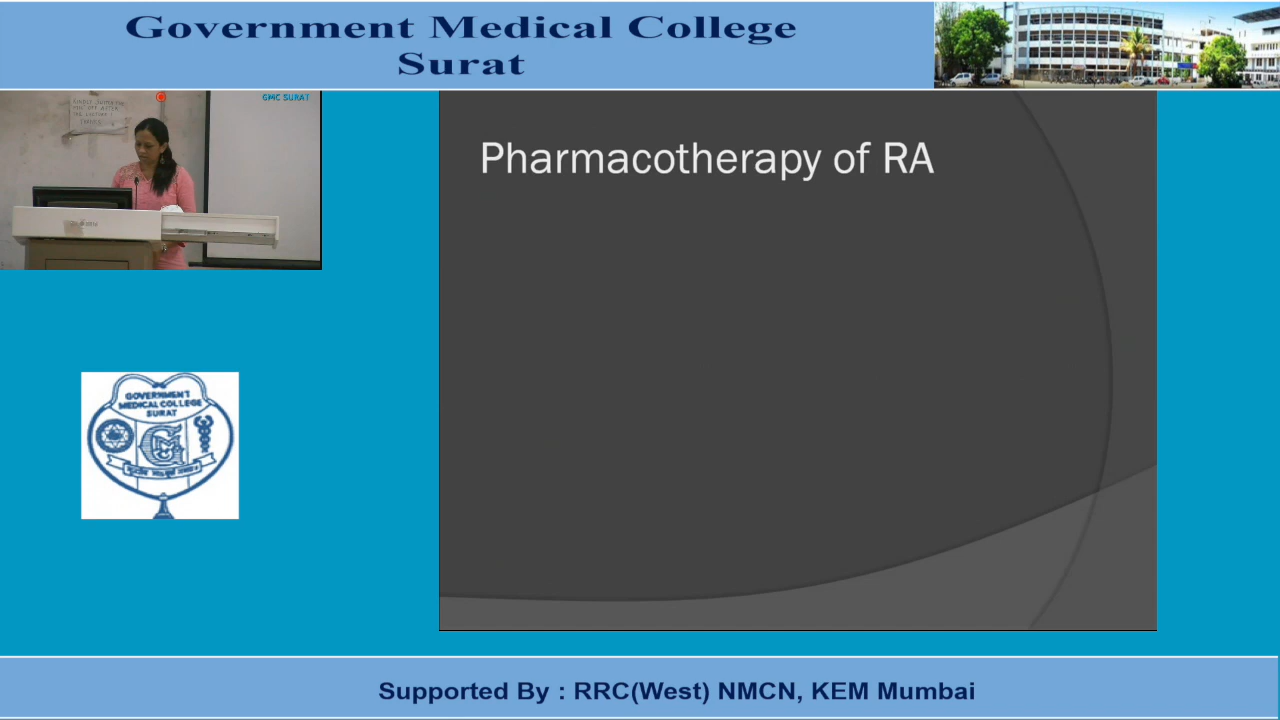 Government Medical College
Surat
GMC SURAT
Pharmacotherapy of RA
GOVERNMENT
MEDICAL COLLEGE
SURAT
Supported By : RRC(West) NMCN, KEM Mumbai